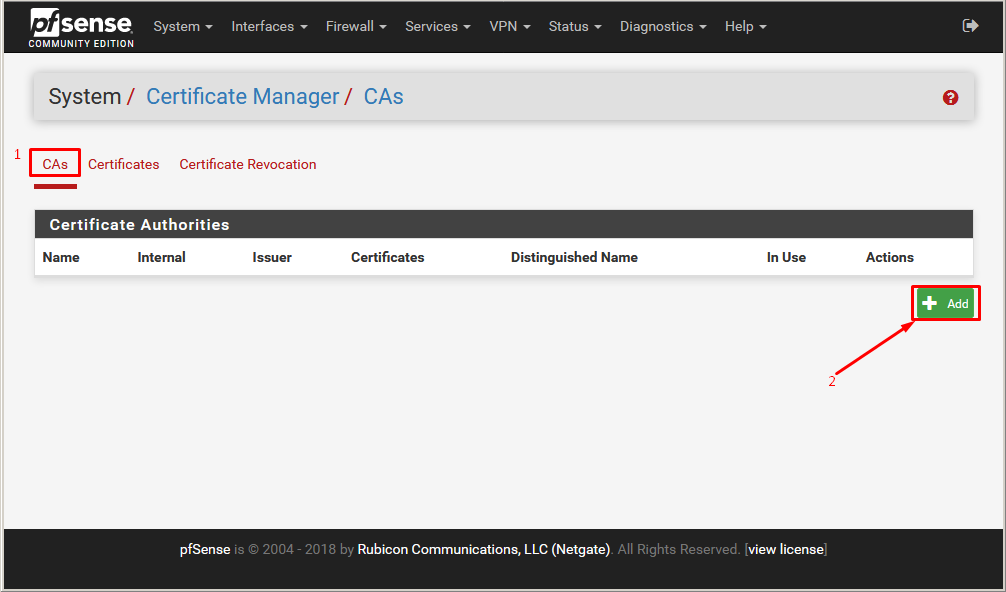 pfsense System Interfaces Firewall Services VPN Status Diagnostics Help
COMMUNITY EDITION
System / Certificate Manager / CAs ?
1 CAs Certificates Certificate Revocation
Certificate Authorities
Name Internal Issuer Certificates Distinguished Name In Use Actions
Add
2
pfSense is © 2004 - 2018 by Rubicon Communications, LLC (Netgate). All Rights Reserved. [view license]